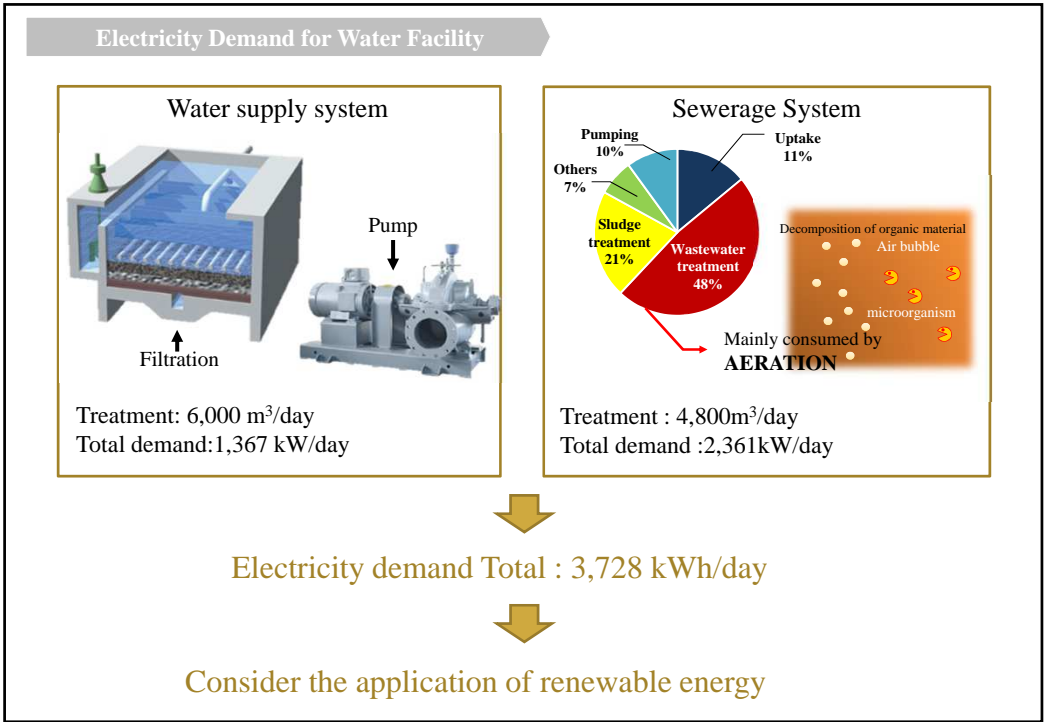 Electricity Demand for Water Facility
Water supply system
Pump
Filtration
Treatment: 6,000 m³/day
Total demand:1,367 kW/day
Sewerage System
Pumping
10%
Uptake
11%
Others
7%
Sludge
treatment
21%
Wastewater
treatment
48%
Decomposition of organic material
Air bubble
microorganism
Mainly consumed by
AERATION
Treatment : 4,800m³/day
Total demand :2,361kW/day
Electricity demand Total : 3,728 kWh/day
Consider the application of renewable energy